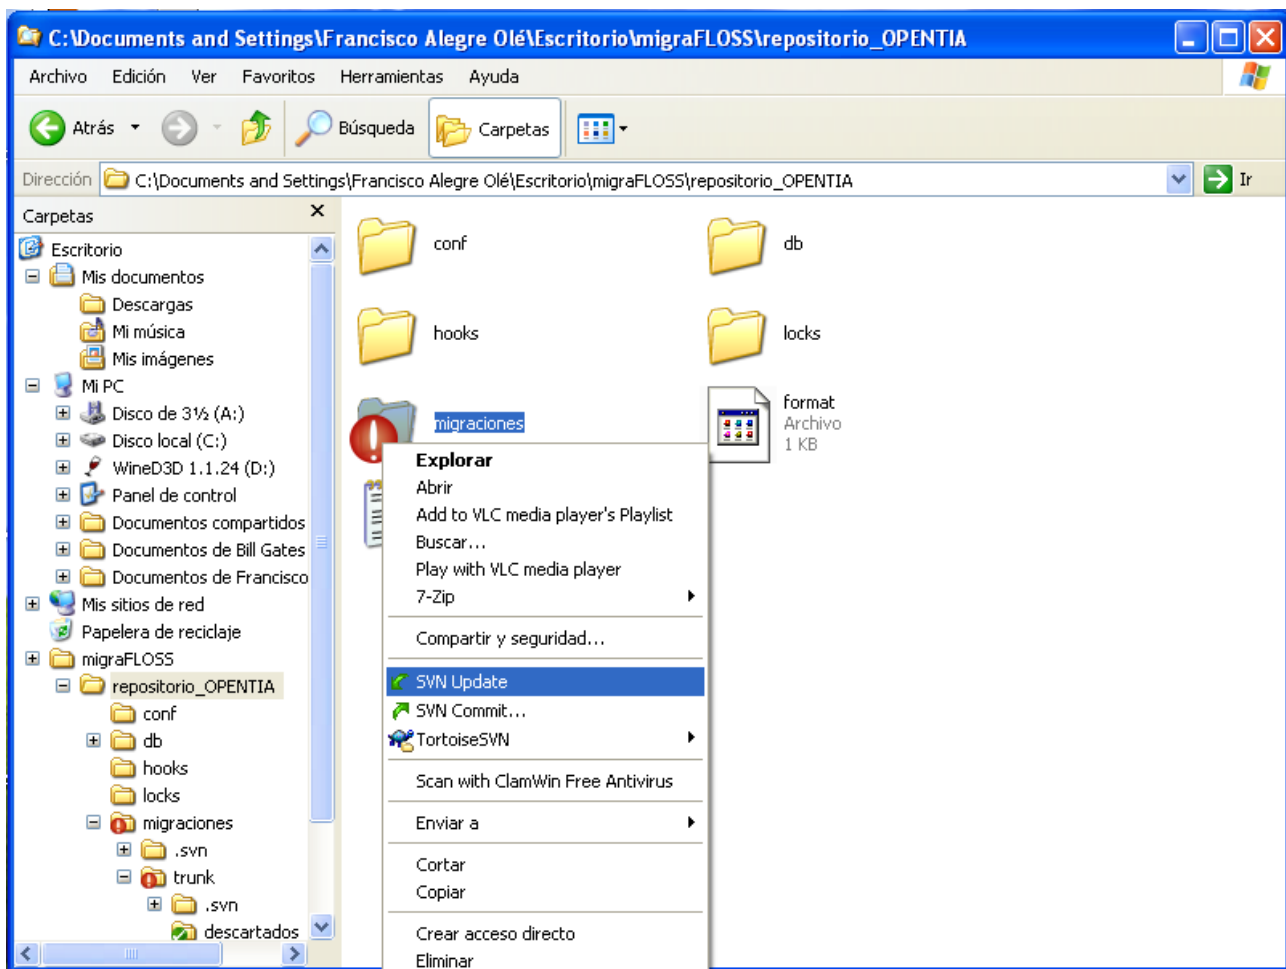 C:\Documents and Settings\Francisco Alegre Olé\Escritorio\migraFLOSS\repositorio_OPENTIA
Archivo Edición Ver Favoritos Herramientas Ayuda
Atrás Búsqueda Carpetas
Dirección C:\Documents and Settings\Francisco Alegre Olé\Escritorio\migraFLOSS\repositorio_OPENTIA Ir
Carpetas
Escritorio
Mis documentos
Descargas
Mi música
Mis imágenes
Mi PC
Disco de 3½ (A:)
Disco local (C:)
WineD3D 1.1.24 (D:)
Panel de control
Documentos compartidos
Documentos de Bill Gates
Documentos de Francisco
Mis sitios de red
Papelera de reciclaje
migraFLOSS
repositorio_OPENTIA
conf
db
hooks
locks
migraciones
.svn
trunk
.svn
descartados
conf
db
hooks
locks
migraciones
format
Archivo
1 KB
Explorar
Abrir
Add to VLC media player's Playlist
Buscar...
Play with VLC media player
7-Zip
Compartir y seguridad...
SVN Update
SVN Commit...
TortoiseSVN
Scan with ClamWin Free Antivirus
Enviar a
Cortar
Copiar
Crear acceso directo
Eliminar